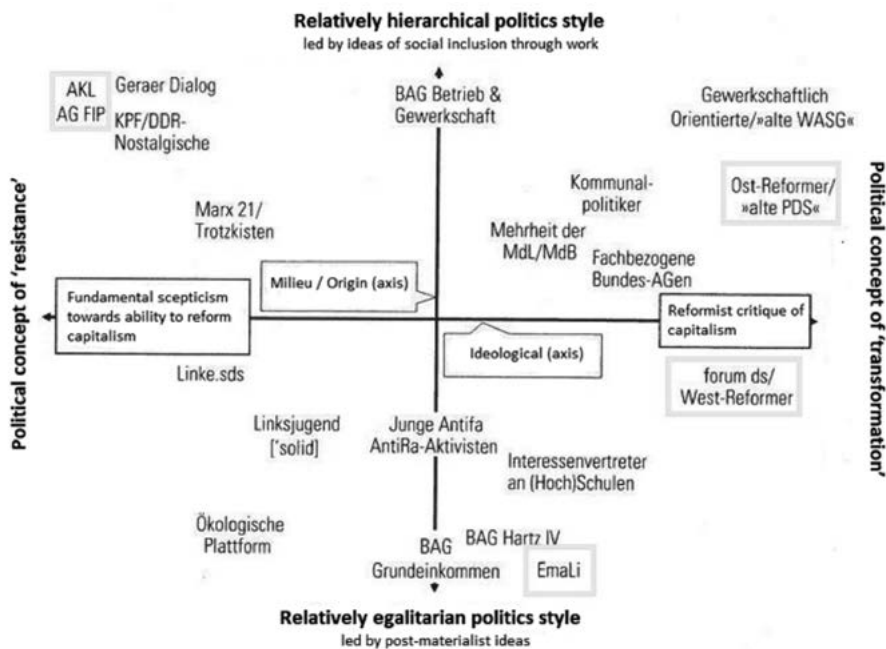 Relatively hierarchical politics style
led by ideas of social inclusion through work
AKL
AG FIP
Geraer Dialog
KPF/DDR-
Nostalgische
BAG Betrieb &
Gewerkschaft
Gewerkschaftlich
Orientierte/»alte WASG«
Ost-Reformer/
»alte PDS«
Kommunal-
politiker
Marx 21/
Trotzkisten
Mehrheit der
MdL/MdB
Fachbezogene
Bundes-AGen
Political concept of 'resistance'
Political concept of 'transformation'
Milieu / Origin (axis)
Fundamental scepticism
towards ability to reform
capitalism
Reformist critique of
capitalism
Ideological (axis)
Linke.sds
forum ds/
West-Reformer
Linksjugend
['solid]
Junge Antifa
AntiRa-Aktivisten
Interessenvertreter
an (Hoch)Schulen
Ökologische
Plattform
BAG Hartz IV
BAG
Grundeinkommen
EmaLi
Relatively egalitarian politics style
led by post-materialist ideas